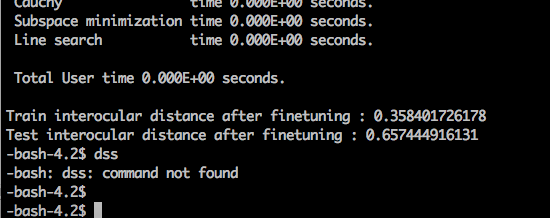 Cauchy time 0.000E+00 seconds.
Subspace minimization time 0.000E+00 seconds.
Line search time 0.000E+00 seconds.
Total User time 0.000E+00 seconds.
Train interocular distance after finetuning : 0.358401726178
Test interocular distance after finetuning : 0.657444916131
-bash-4.2$ dss
-bash: dss: command not found
-bash-4.2$
-bash-4.2$